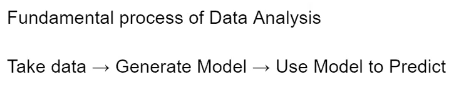 Fundamental process of Data Analysis
Take data → Generate Model → Use Model to Predict